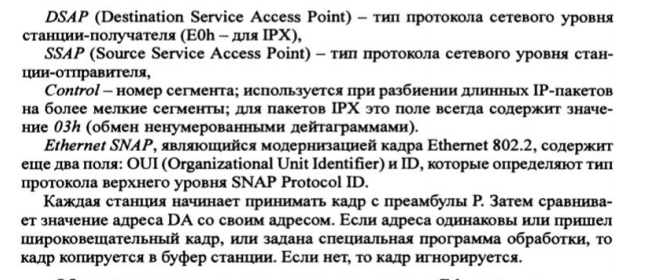 DSAP (Destination Service Access Point) – тип протокола сетевого уровня
станции-получателя (E0h – для IPX),
SSAP (Source Service Access Point) – тип протокола сетевого уровня стан-
ции-отправителя,
Control – номер сегмента; используется при разбиении длинных IP-пакетов
на более мелкие сегменты; для пакетов IPX это поле всегда содержит значе-
ние 03h (обмен ненумерованными дейтаграммами).
Ethernet SNAP, являющийся модернизацией кадра Ethernet 802.2, содержит
еще два поля: OUI (Organizational Unit Identifier) и ID, которые определяют тип
протокола верхнего уровня SNAP Protocol ID.
Каждая станция начинает принимать кадр с преамбулы P. Затем сравнива-
ет значение адреса DA со своим адресом. Если адреса одинаковы или пришел
широковещательный кадр, или задана специальная программа обработки, то
кадр копируется в буфер станции. Если нет, то кадр игнорируется.